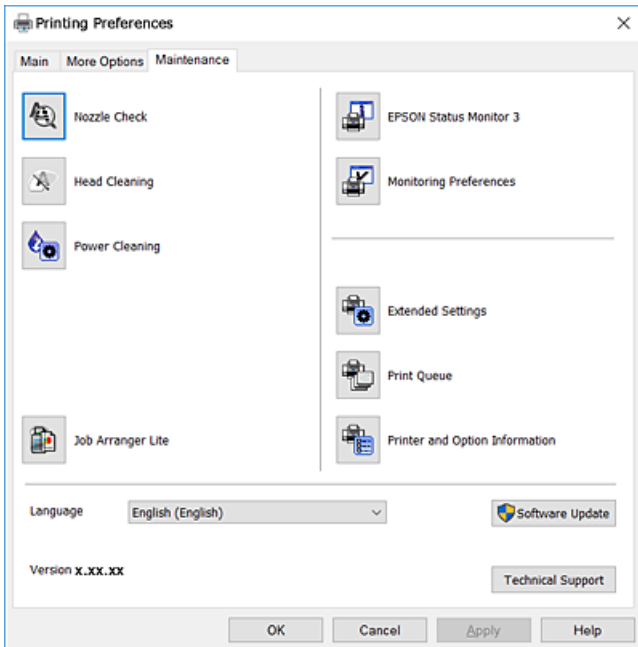 Printing Preferences
Main
More Options
Maintenance
Nozzle Check
Head Cleaning
Power Cleaning
Job Arranger Lite
EPSON Status Monitor 3
Monitoring Preferences
Extended Settings
Print Queue
Printer and Option Information
Language
English (English)
Software Update
Version x.xx.xx
Technical Support
OK
Cancel
Apply
Help